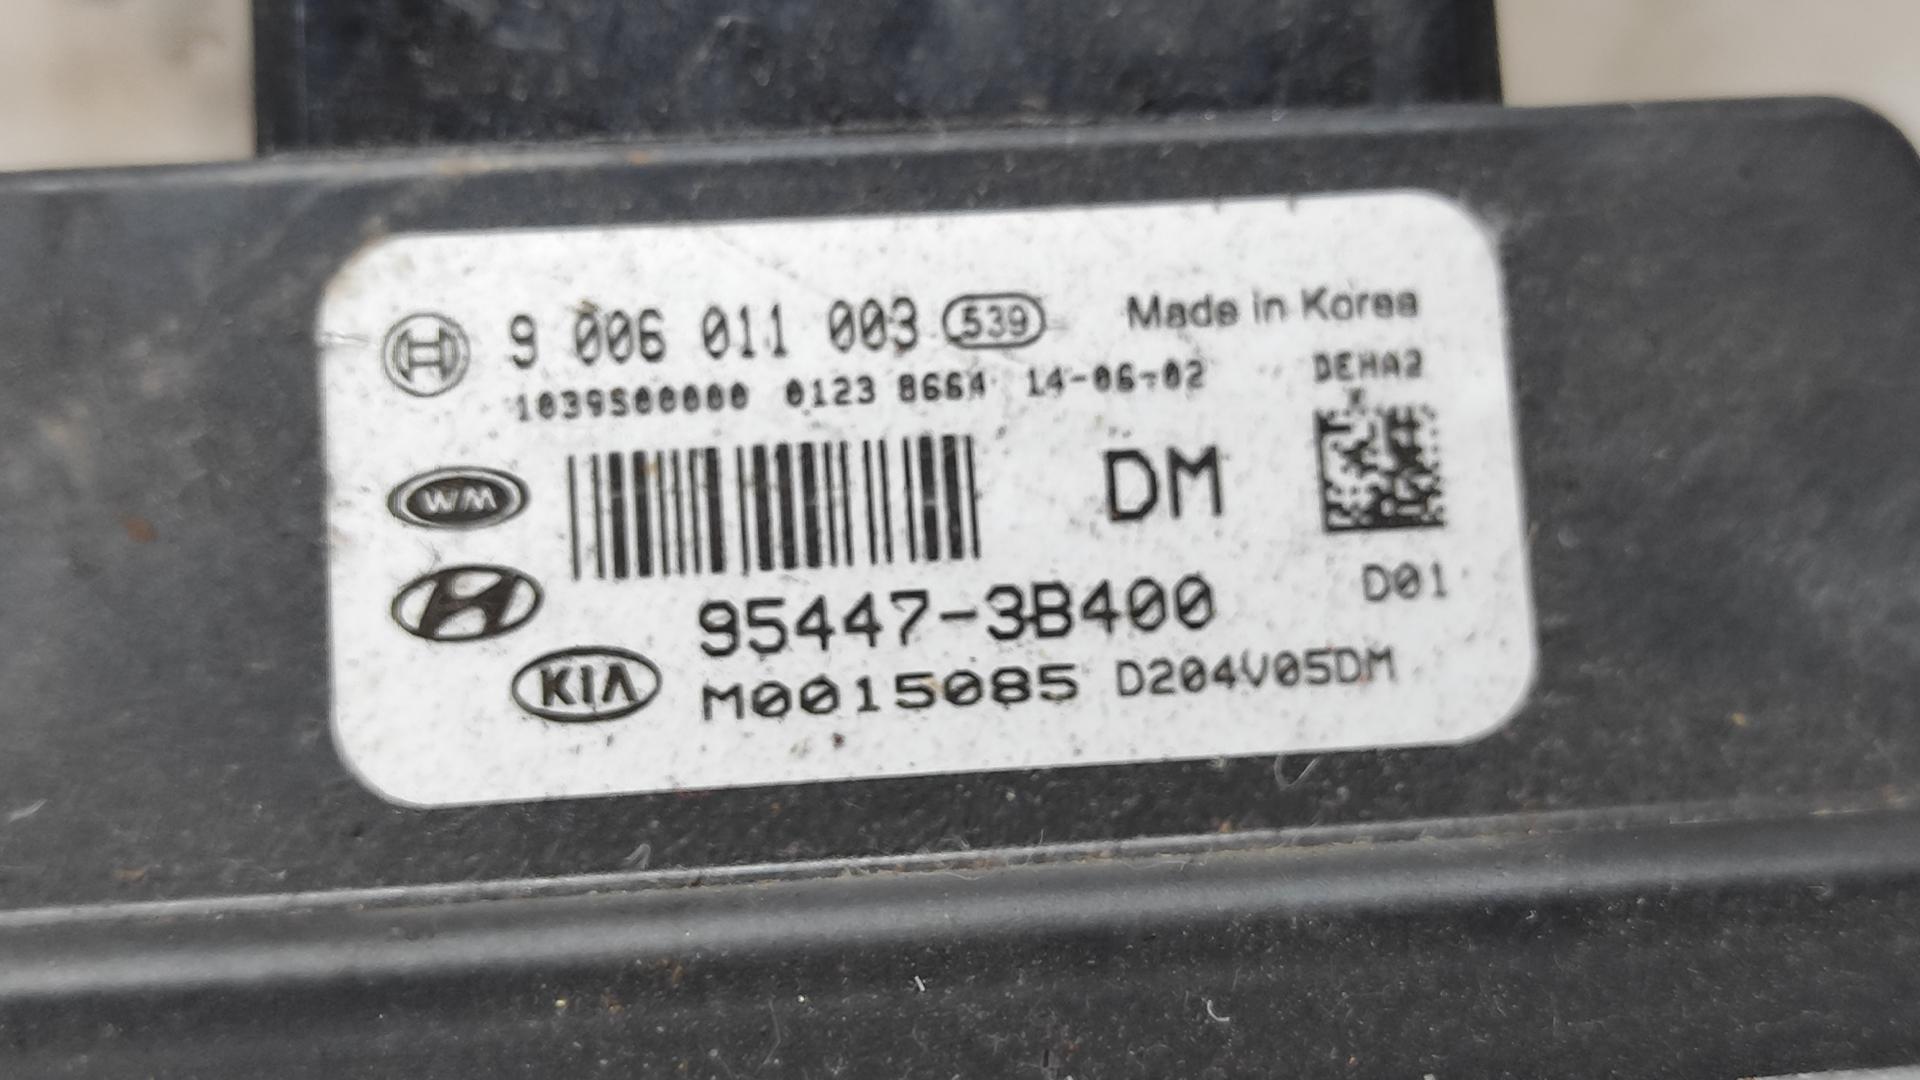 9 006 011 003 539 Made in Korea
1039S00000 0123 8664 14-06-02 DEHA2
WM DM
95447-3B400 D01
KIA M0015085 D204V05DM